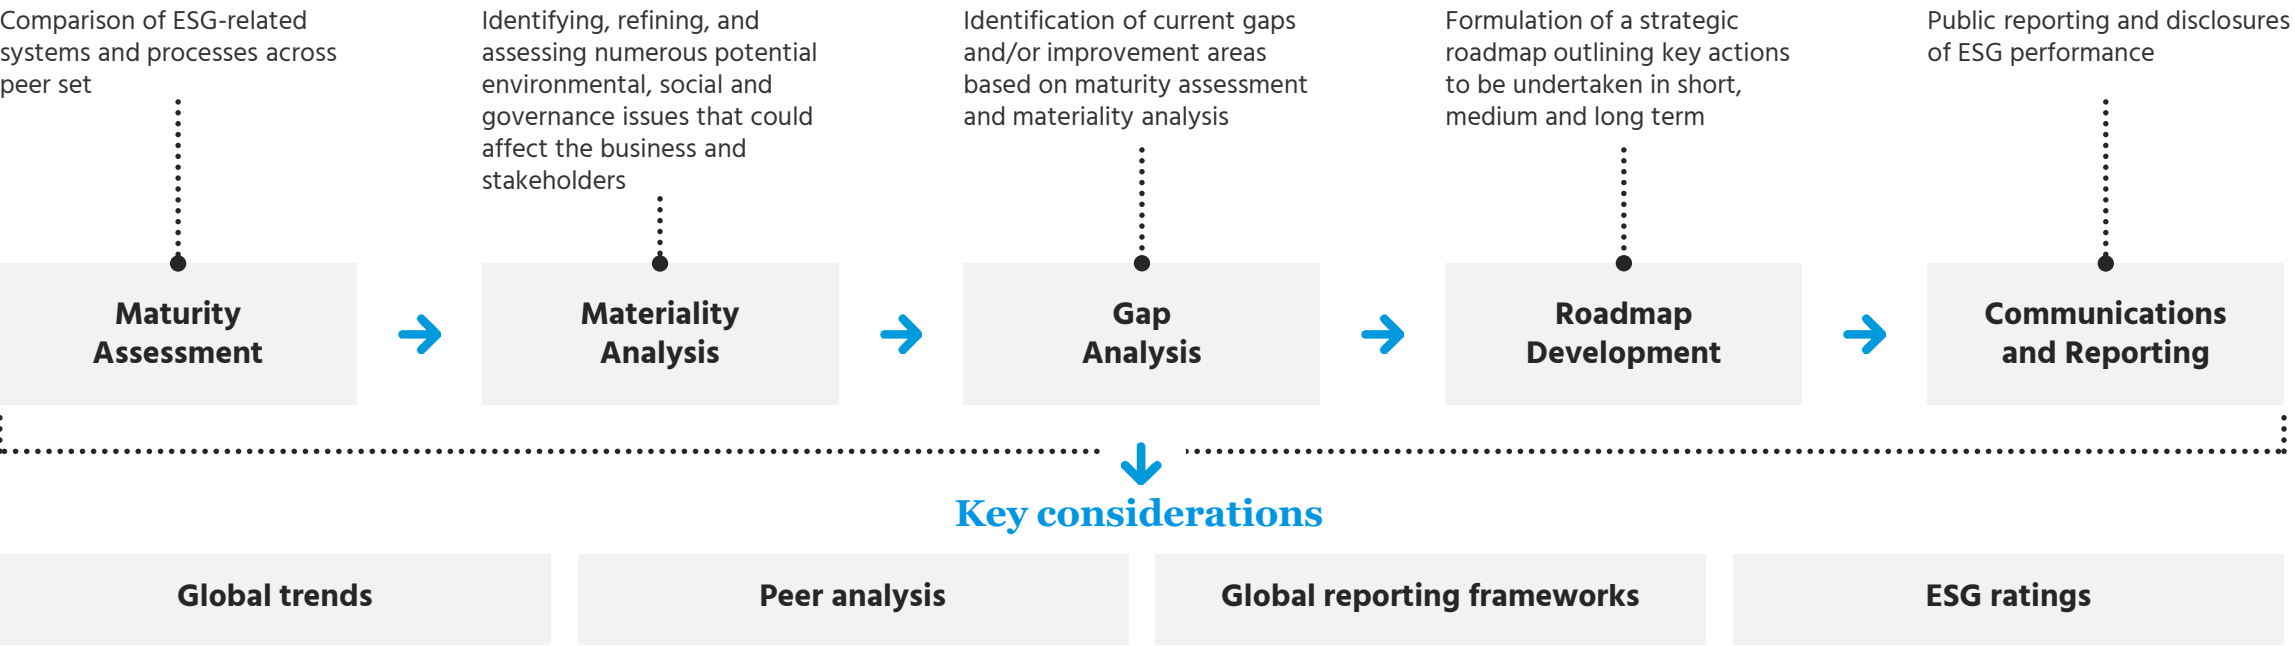 Comparison of ESG-related
systems and processes across
peer set
Identifying, refining, and
assessing numerous potential
environmental, social and
governance issues that could
affect the business and
stakeholders
Identification of current gaps
and/or improvement areas
based on maturity assessment
and materiality analysis
Formulation of a strategic
roadmap outlining key actions
to be undertaken in short,
medium and long term
Public reporting and disclosures
of ESG performance
Maturity
Assessment
Materiality
Analysis
Gap
Analysis
Roadmap
Development
Communications
and Reporting
Key considerations
Global trends
Peer analysis
Global reporting frameworks
ESG ratings